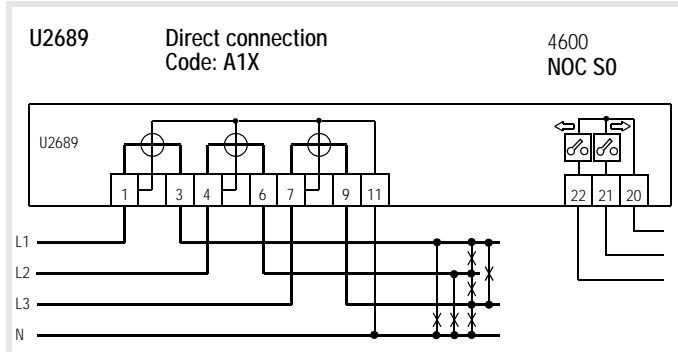 U2689 Direct connection 4600
Code: A1X NOC S0
U2689
1 3 4 6 7 9 11 22 21 20
L1
L2
L3
N